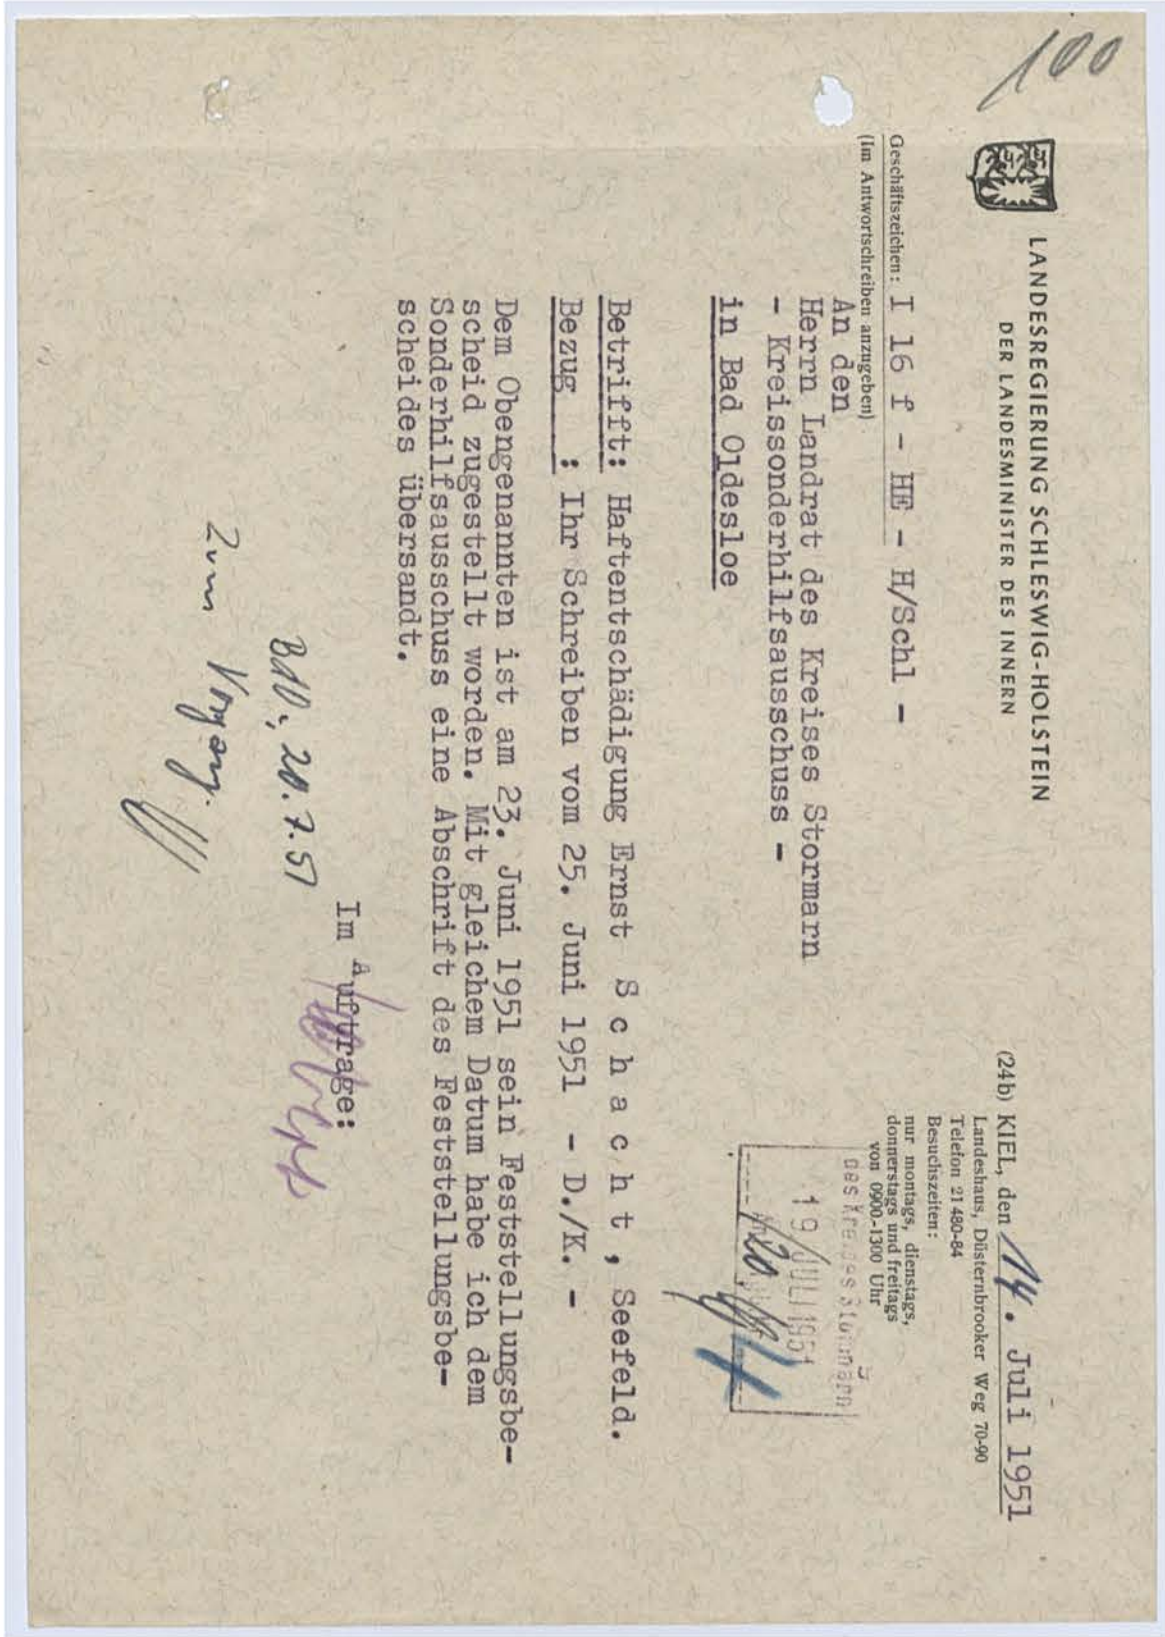 100
LANDESREGIERUNG SCHLESWIG-HOLSTEIN
DER LANDESMINISTER DES INNERN
(24b) KIEL, den 14. Juli 1951
Landeshaus, Düsternbrooker Weg 70-90
Telefon 21 480-84
Besuchszeiten:
nur montags, dienstags,
donnerstags und freitags
von 0900-1300 Uhr
Geschäftszeichen: I 16 f - HE - H/Schl -
(Im Antwortschreiben anzugeben)
An den
Herrn Landrat des Kreises Stormarn
- Kreissonderhilfsausschuss -
in Bad Oldesloe
des Kreises Stormarn
19 JULI 1951
20
4
Betrifft: Haftentschädigung Ernst S c h a c h t , Seefeld.
Bezug : Ihr Schreiben vom 25. Juni 1951 - D./K. -
Dem Obengenannten ist am 23. Juni 1951 sein Feststellungsbe-
scheid zugestellt worden. Mit gleichem Datum habe ich dem
Sonderhilfsausschuss eine Abschrift des Feststellungsbe-
scheides übersandt.
Im Auftrage:
BdO., 20.7.51
Zum Vorgang.